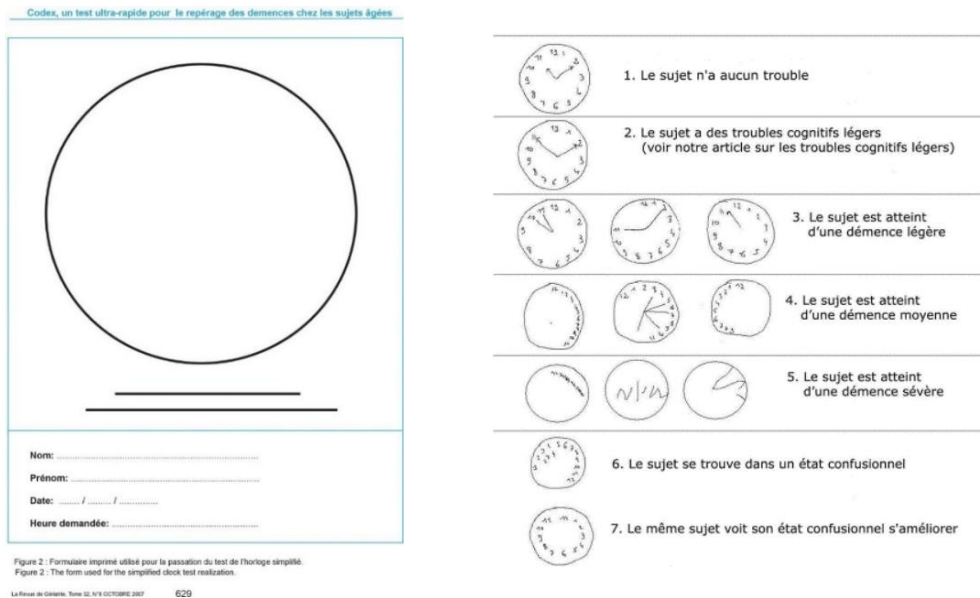 Codex, un test ultra-rapide pour le repérage des demences chez les sujets âgées
Nom:
Prénom:
Date: / /
Heure demandée:
Figure 2 : Formulaire imprimé utilisé pour la passation du test de l'horloge simplifié.
Figure 2 : The form used for the simplified clock test realization.
La Revue de Gériatrie, Tome 32, N°8 OCTOBRE 2007
629
1. Le sujet n'a aucun trouble
2. Le sujet a des troubles cognitifs légers
(voir notre article sur les troubles cognitifs légers)
3. Le sujet est atteint
d'une démence légère
4. Le sujet est atteint
d'une démence moyenne
5. Le sujet est atteint
d'une démence sévère
6. Le sujet se trouve dans un état confusionnel
7. Le même sujet voit son état confusionnel s'améliorer